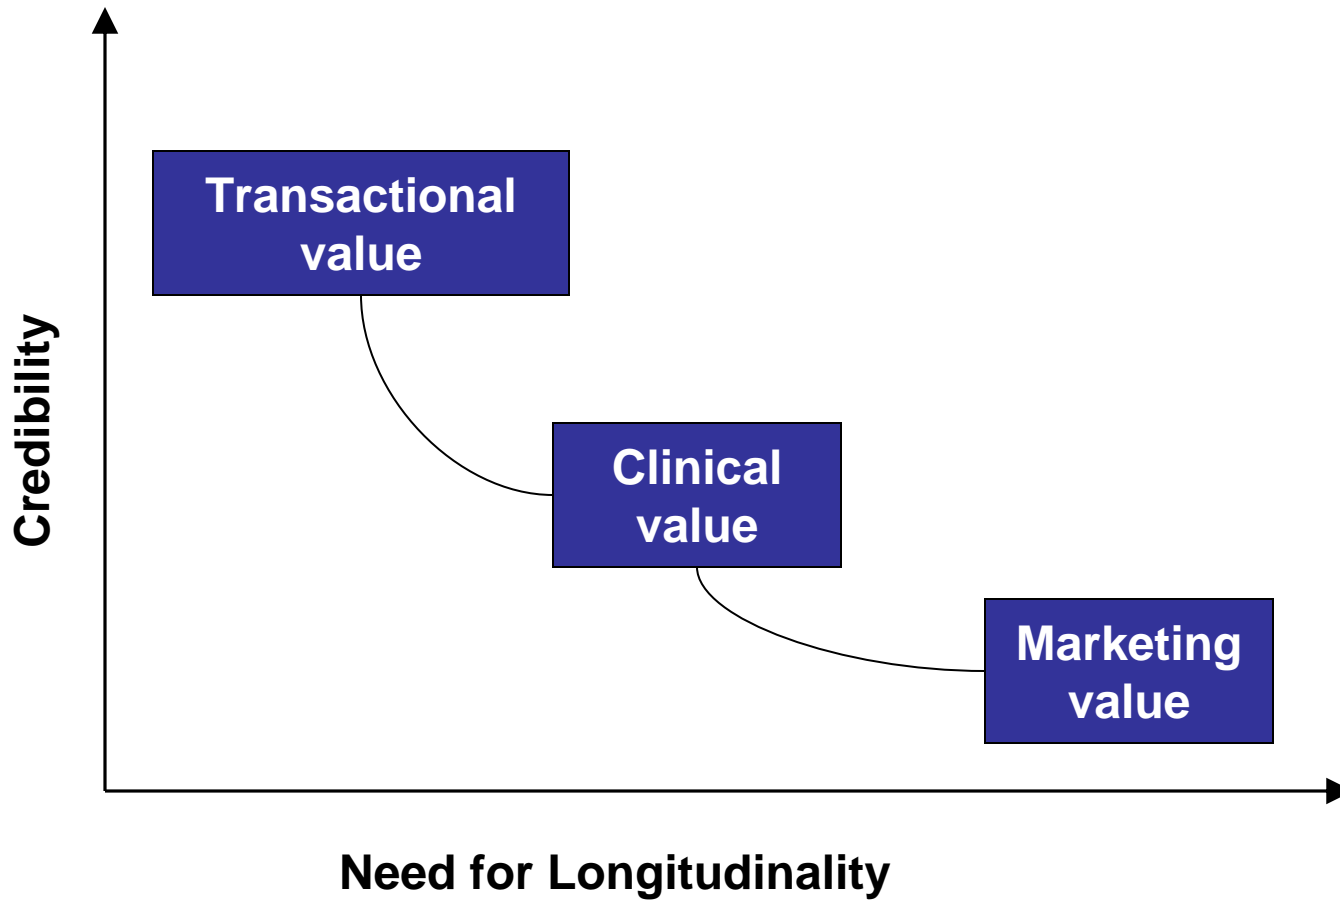 Transactional
value
Credibility
Clinical
value
Marketing
value
Need for Longitudinality